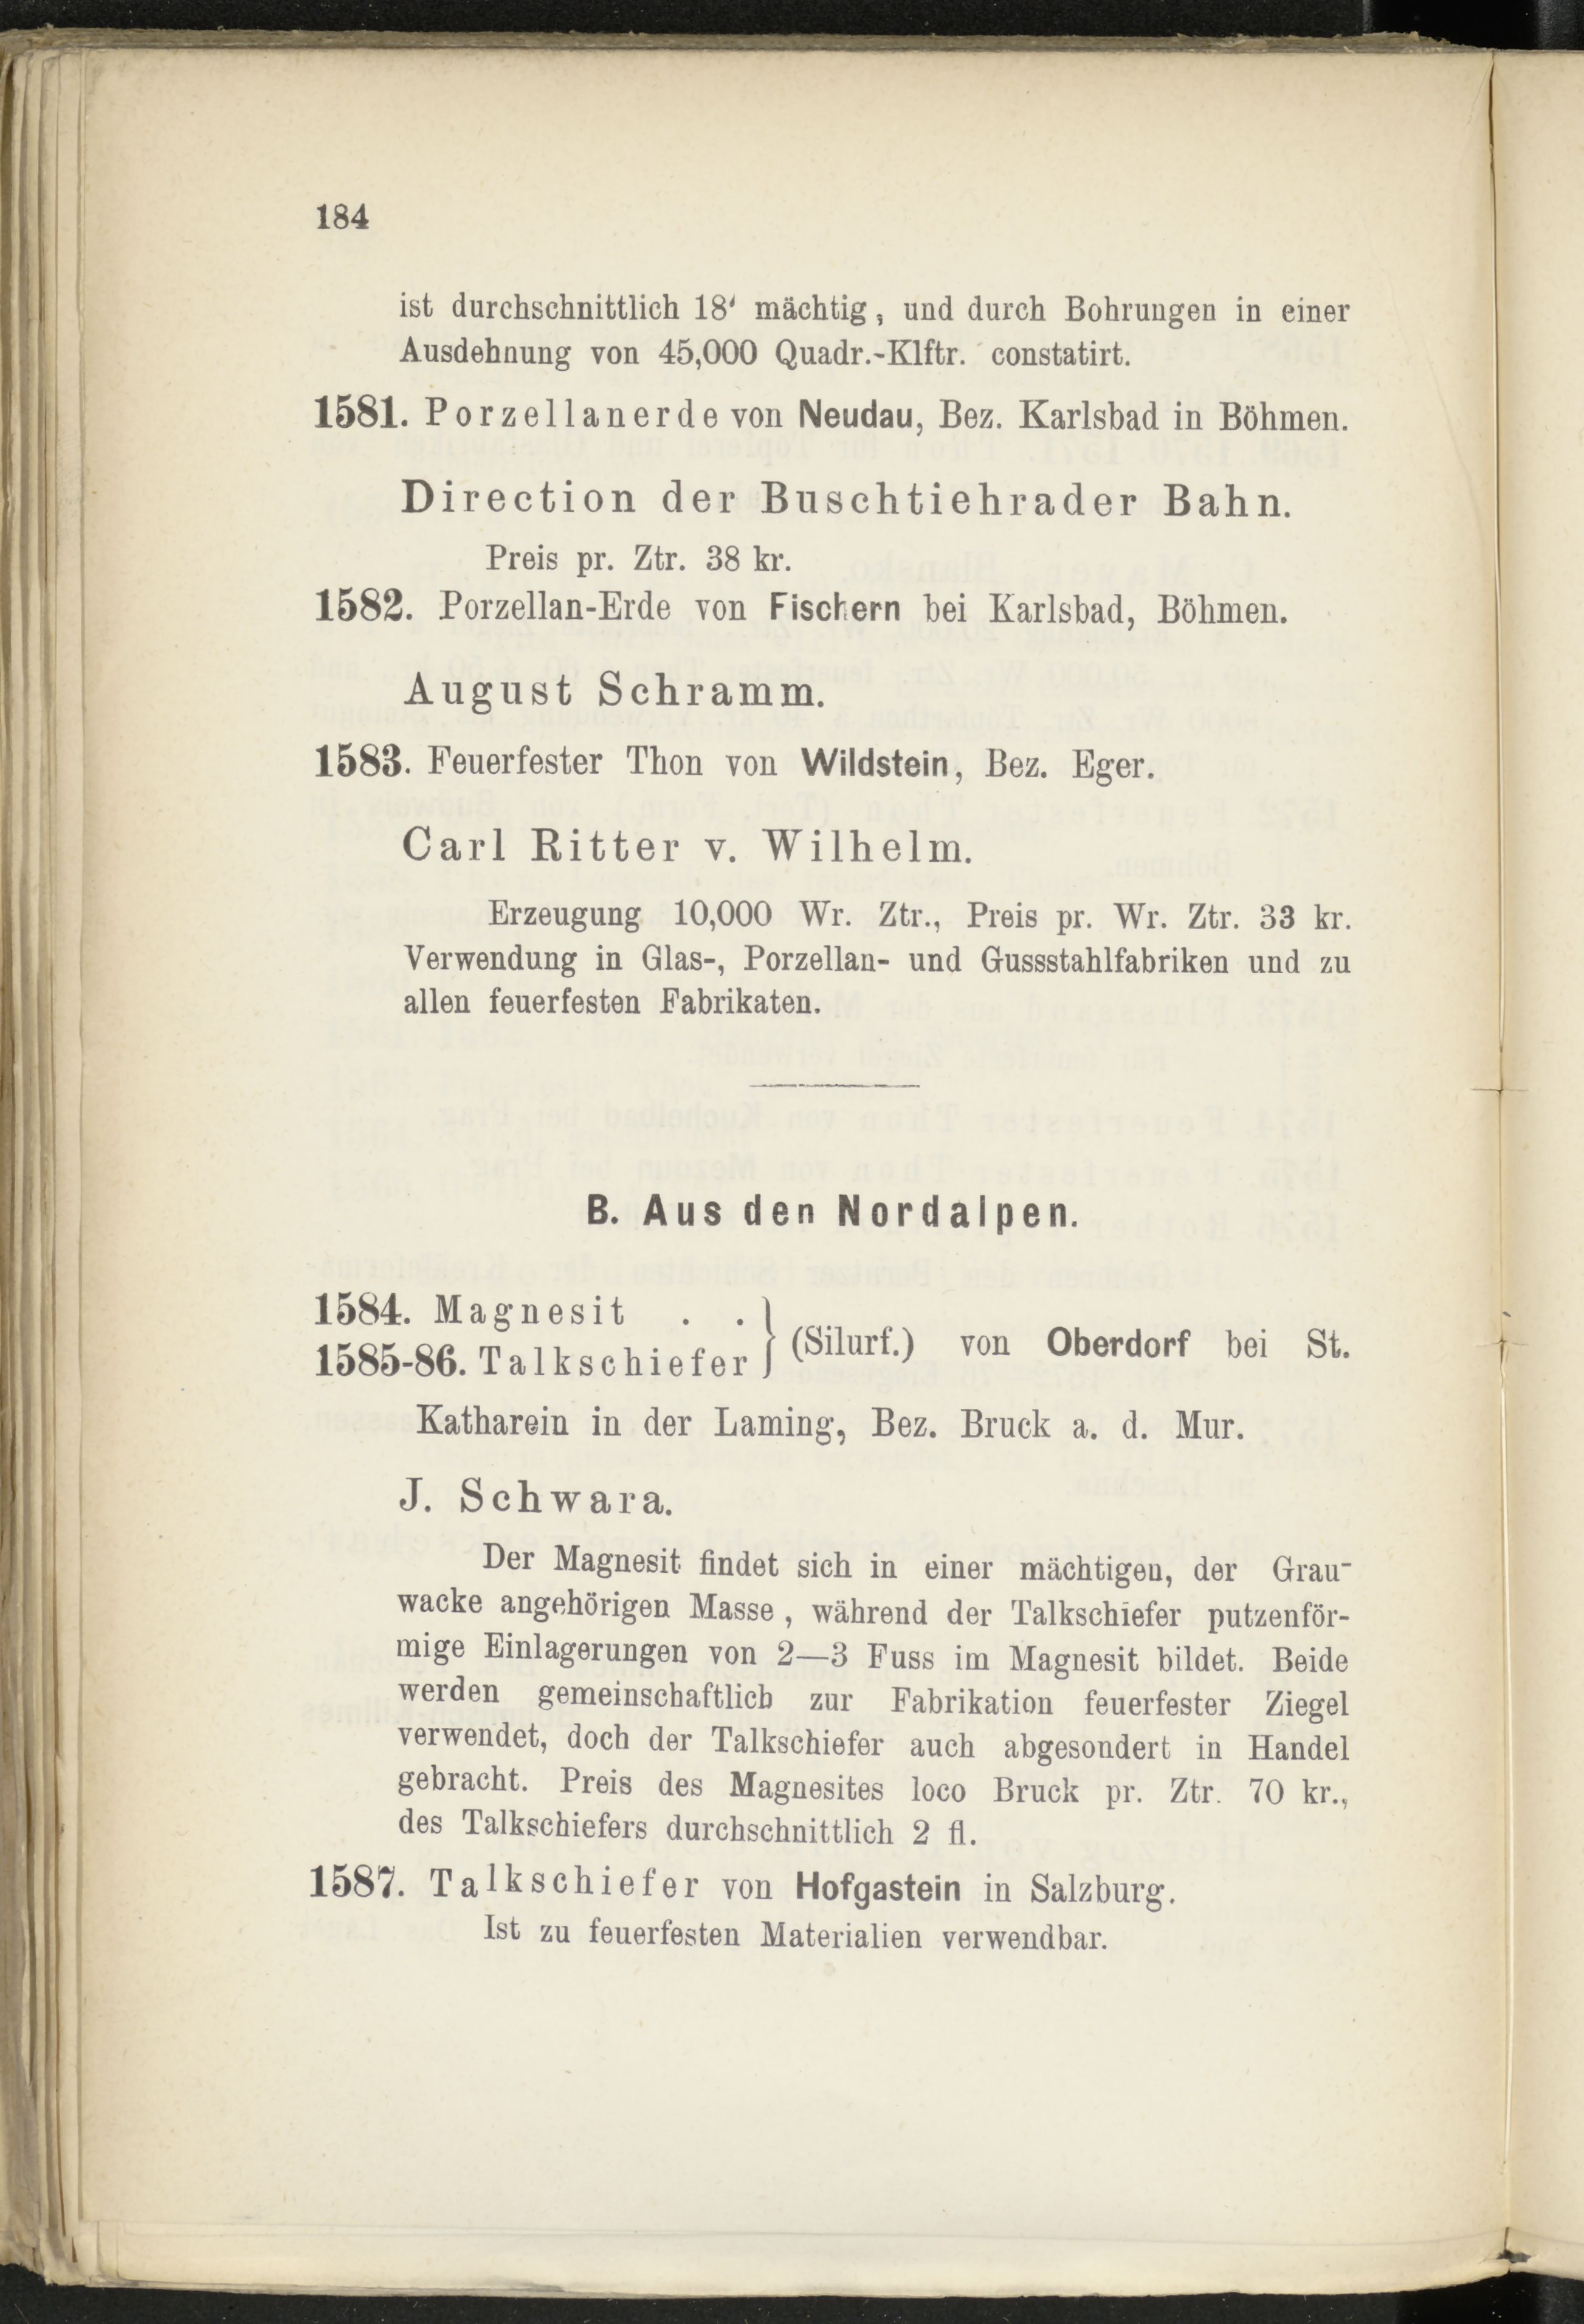 184
ist durchschnittlich 18' mächtig, und durch Bohrungen in einer
Ausdehnung von 45,000 Quadr.-Klftr. constatirt.
1581. Porzellanerde von Neudau, Bez. Karlsbad in Böhmen.
Direction der Buschtiehrader Bahn.
Preis pr. Ztr. 38 kr.
1582. Porzellan-Erde von Fischern bei Karlsbad, Böhmen.
August Schramm.
1583. Feuerfester Thon von Wildstein, Bez. Eger.
Carl Ritter v. Wilhelm.
Erzeugung 10,000 Wr. Ztr., Preis pr. Wr. Ztr. 33 kr.
Verwendung in Glas-, Porzellan- und Gussstahlfabriken und zu
allen feuerfesten Fabrikaten.
B. Aus den Nordalpen.
1584. Magnesit . . }
1585-86. Talkschiefer } (Silurf.) von Oberdorf bei St.
Katharein in der Laming, Bez. Bruck a. d. Mur.
J. Schwara.
Der Magnesit findet sich in einer mächtigen, der Grau-
wacke angehörigen Masse, während der Talkschiefer putzenför-
mige Einlagerungen von 2—3 Fuss im Magnesit bildet. Beide
werden gemeinschaftlich zur Fabrikation feuerfester Ziegel
verwendet, doch der Talkschiefer auch abgesondert in Handel
gebracht. Preis des Magnesites loco Bruck pr. Ztr. 70 kr.,
des Talkschiefers durchschnittlich 2 fl.
1587. Talkschiefer von Hofgastein in Salzburg.
Ist zu feuerfesten Materialien verwendbar.